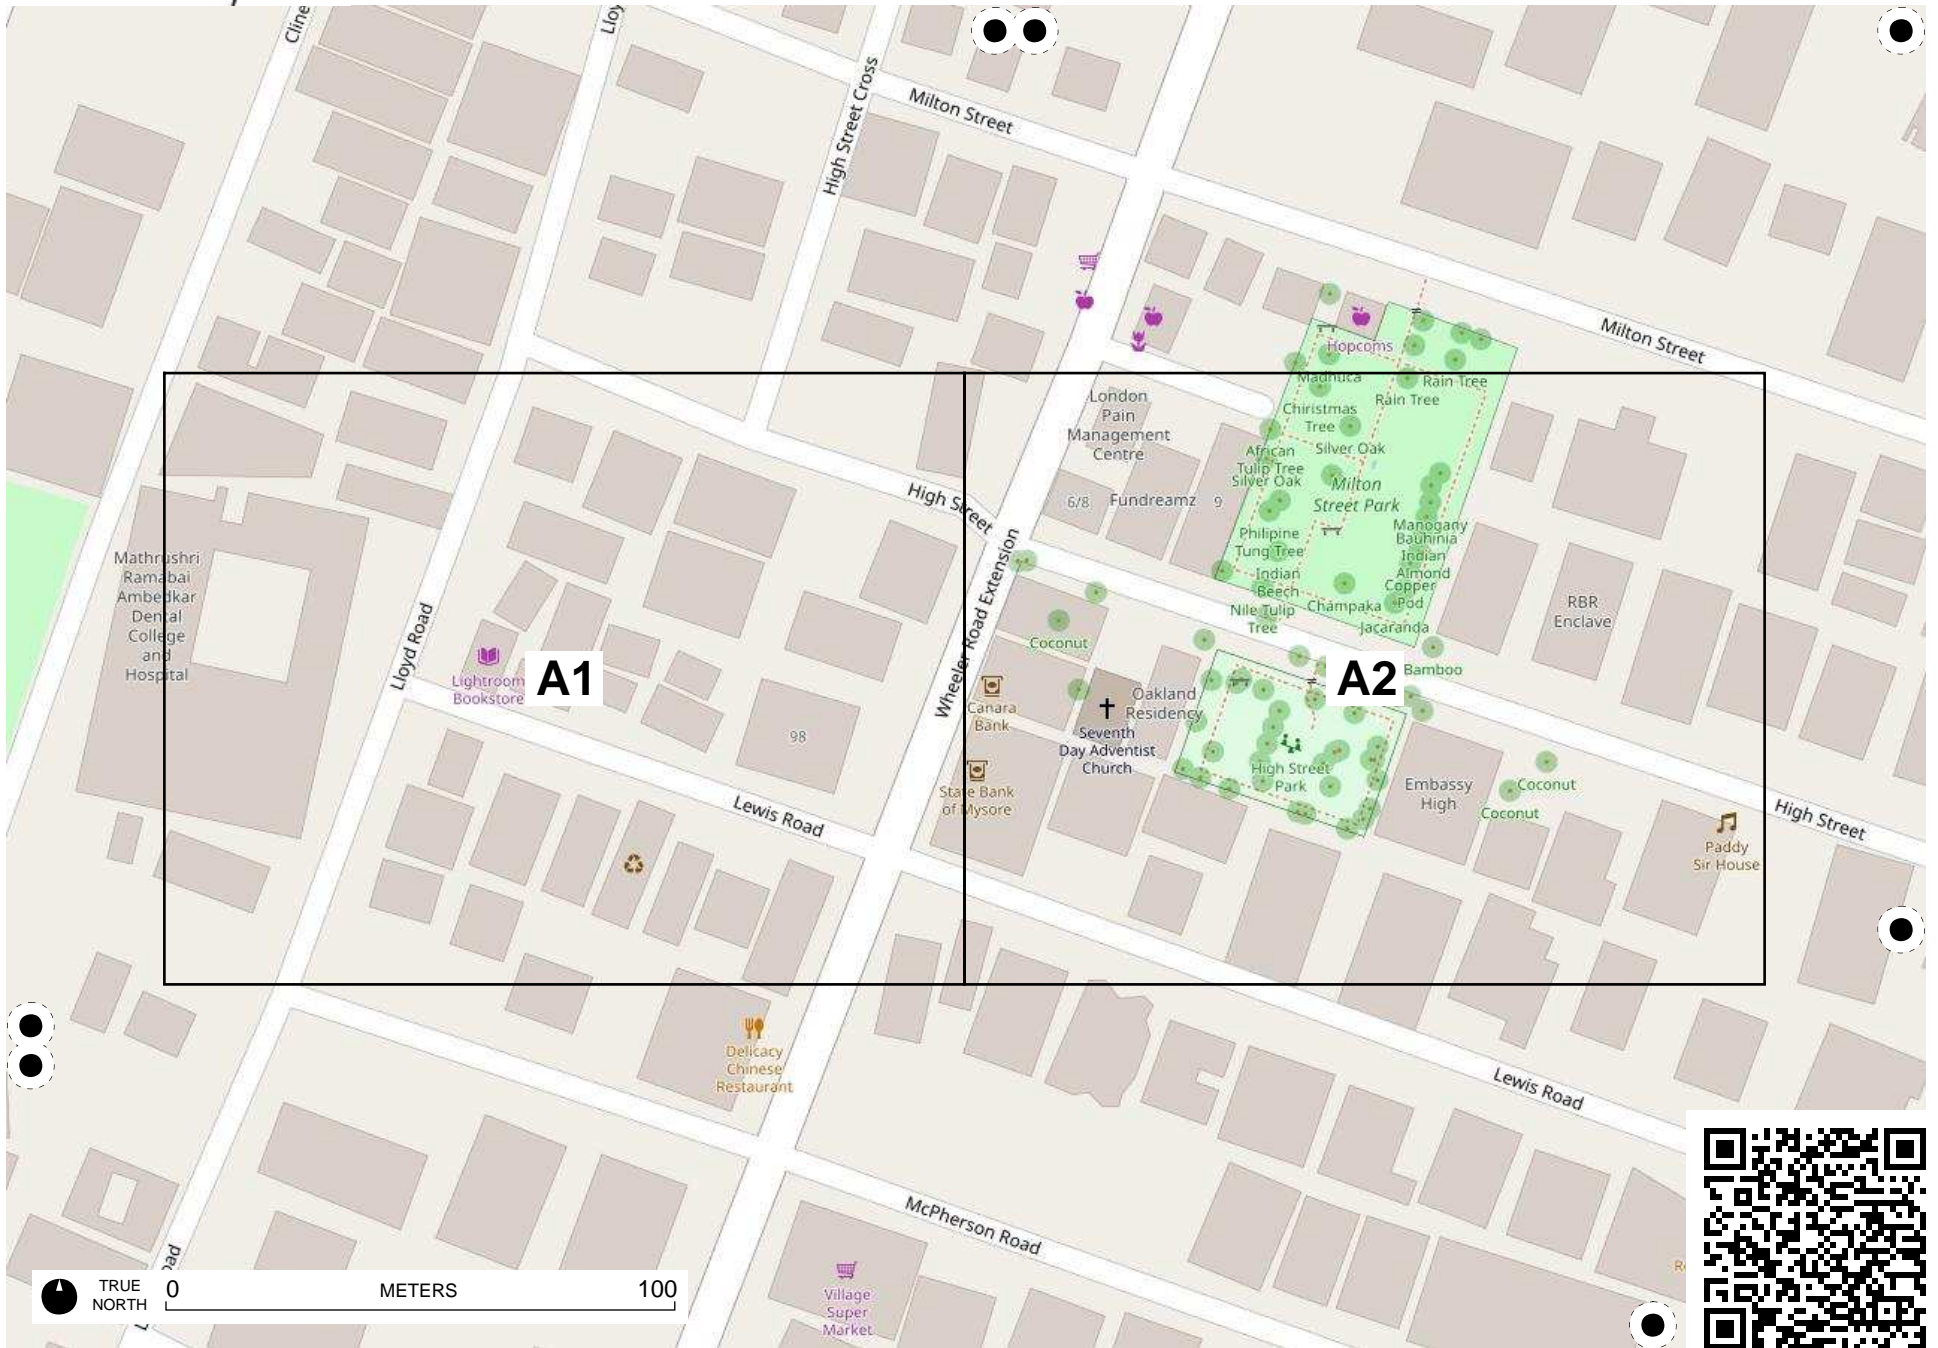 Cline
Lloy
High Street Cross
Milton Street
Milton Street
Hopcoms
Madhuca
Rain Tree
Rain Tree
London
Pain
Management
Centre
Chiristmas
Tree
Silver Oak
African
Tulip Tree
Silver Oak
Milton
Street Park
6/8
Fundreamz
9
High Street
Philipine
Tung Tree
Manogany
Bauhinia
Indian
Almond
Copper
Pod
Indian
Beech
Nile Tulip
Tree
Champaka
Jacaranda
RBR
Enclave
Mathrushri
Ramabai
Ambedkar
Dental
College
and
Hospital
Lloyd Road
Wheeler Road Extension
Coconut
Lightroom
Bookstore
A1
A2
Bamboo
98
Canara
Bank
Oakland
Residency
Seventh
Day Adventist
Church
State Bank
of Mysore
High Street
Park
Embassy
High
Coconut
Coconut
High Street
Paddy
Sir House
Lewis Road
Delicacy
Chinese
Restaurant
Lewis Road
McPherson Road
Village
Super
Market
oad
TRUE
NORTH
0
METERS
100